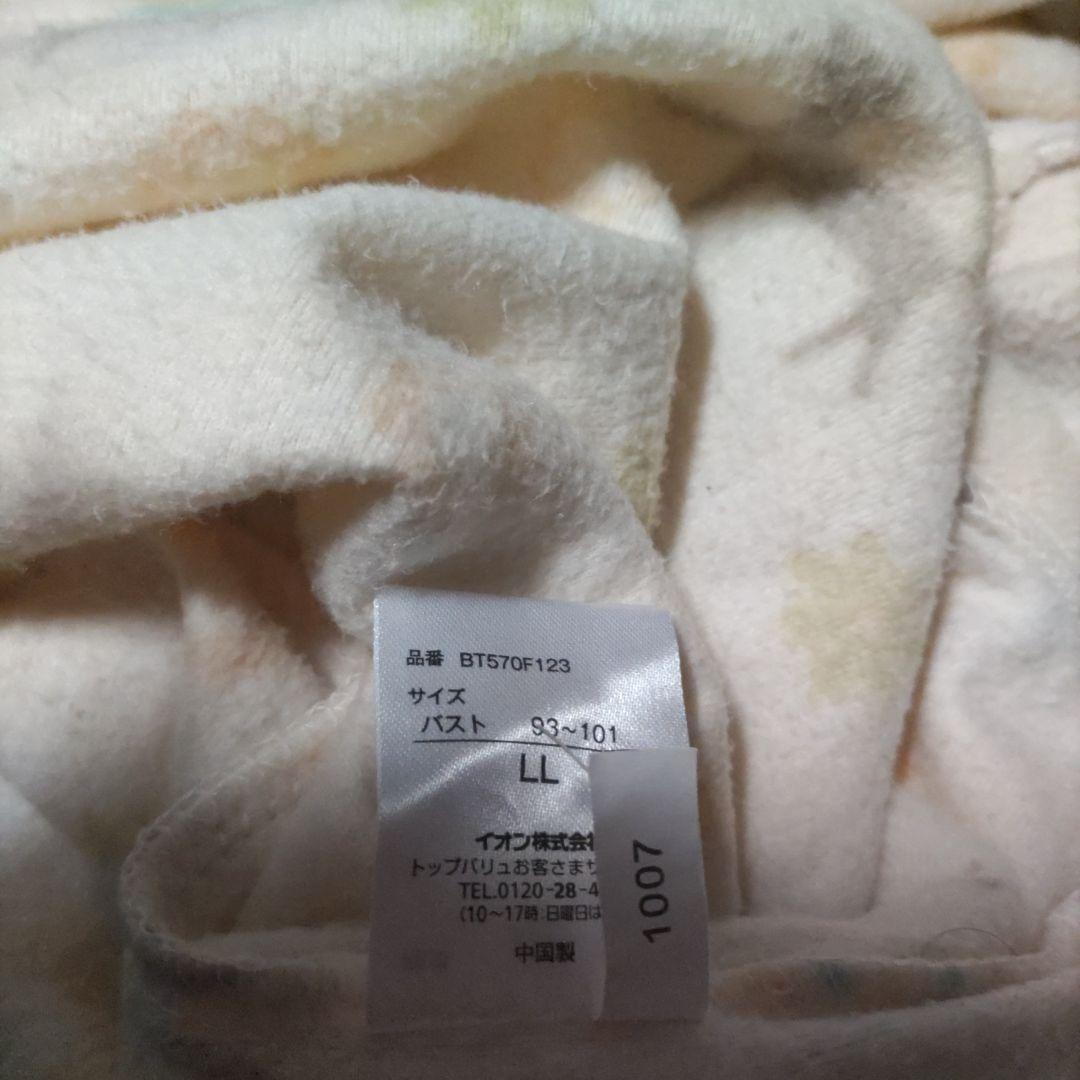 品番 BT570F123
サイズ
バスト 93~101
LL
イオン株式会
トップバリュお客さま
TEL.0120-28-4
(10~17時:日曜日は
中国製
1007